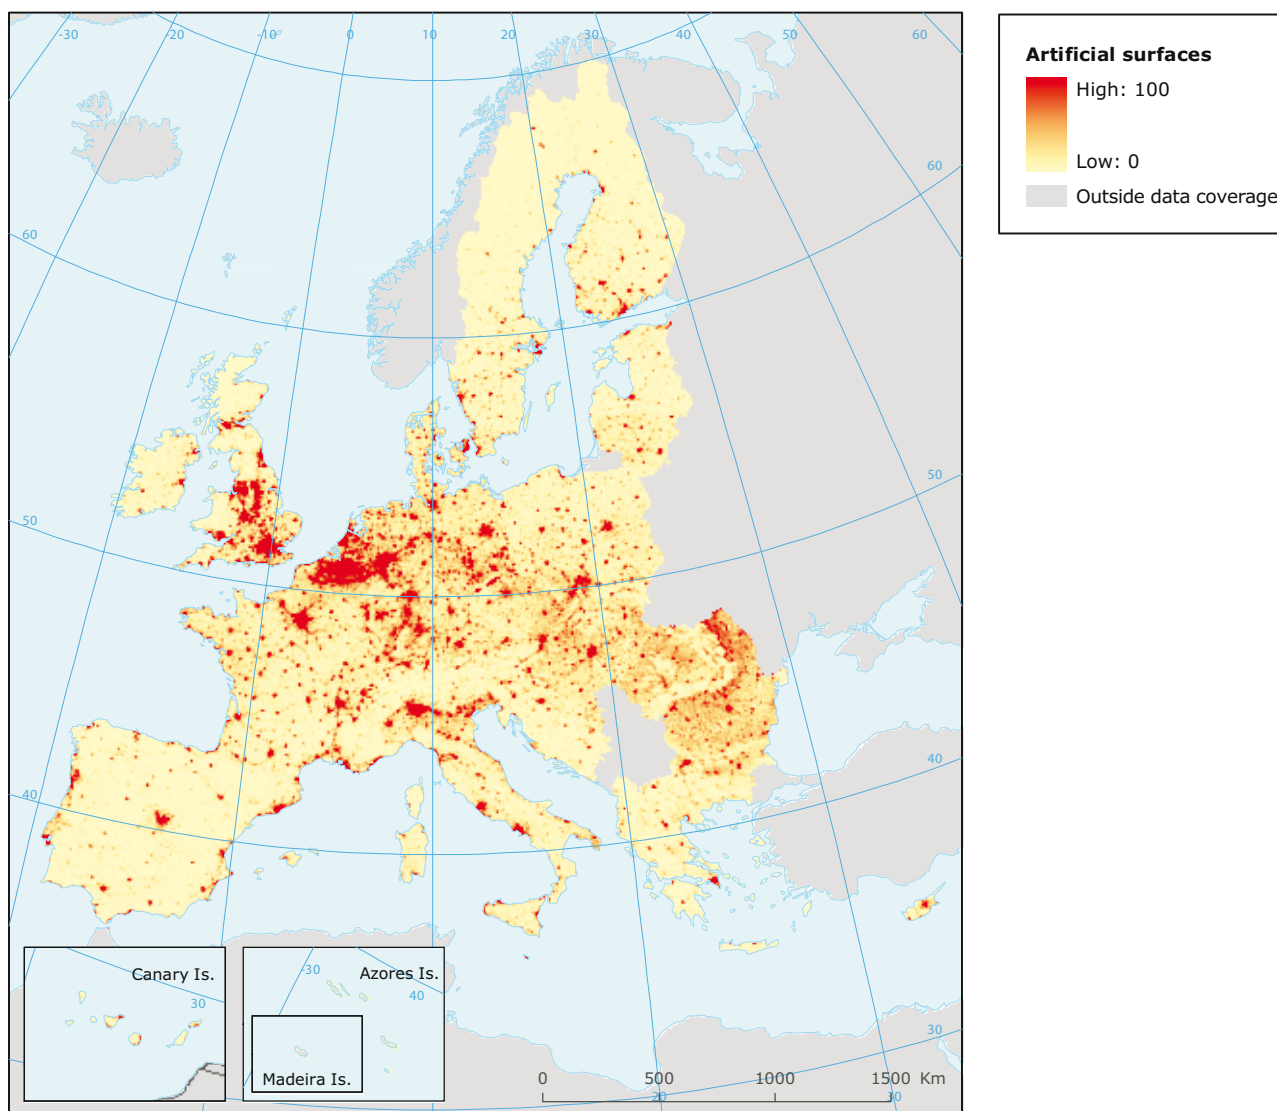 -30
-20
-10°
0
10
20
30
40
50
60
60
60
50
50
40
40
30
20
30
Artificial surfaces
High: 100
Low: 0
Outside data coverage
Canary Is.
30
Azores Is.
-30
40
Madeira Is.
0 500 1000 1500 Km